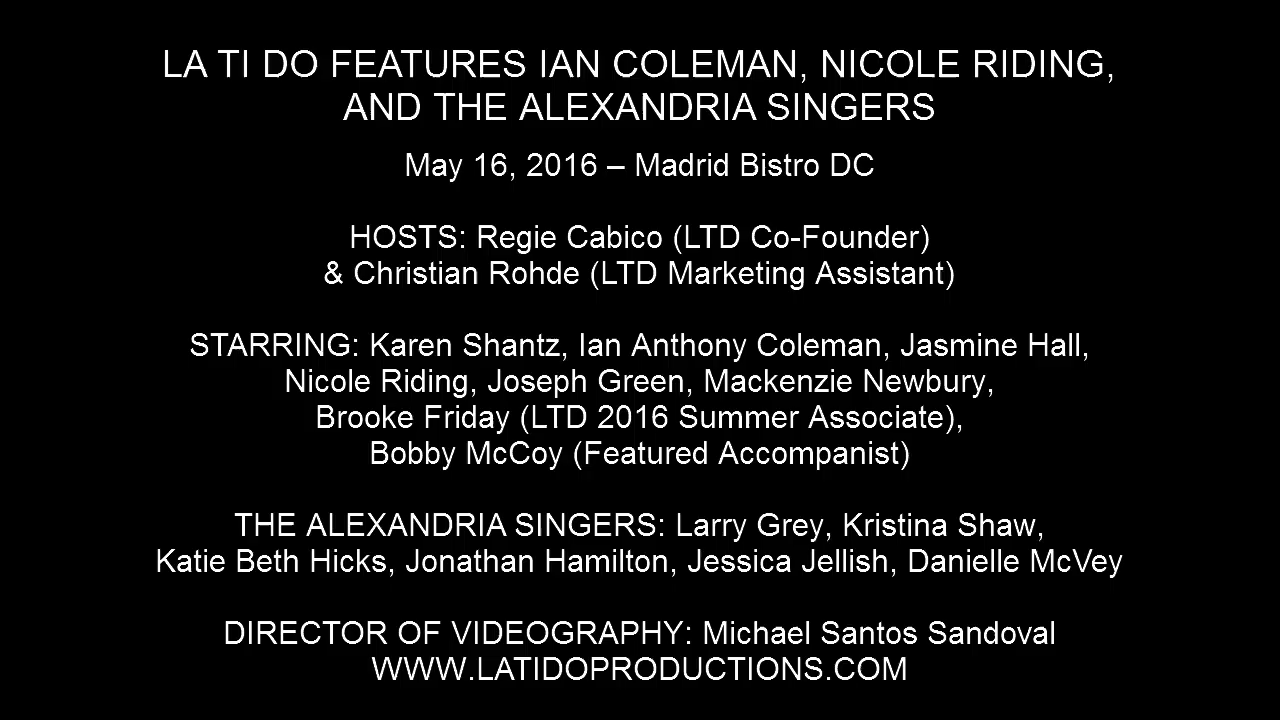 LA TI DO FEATURES IAN COLEMAN, NICOLE RIDING,
AND THE ALEXANDRIA SINGERS
May 16, 2016 – Madrid Bistro DC
HOSTS: Regie Cabico (LTD Co-Founder)
& Christian Rohde (LTD Marketing Assistant)
STARRING: Karen Shantz, Ian Anthony Coleman, Jasmine Hall,
Nicole Riding, Joseph Green, Mackenzie Newbury,
Brooke Friday (LTD 2016 Summer Associate),
Bobby McCoy (Featured Accompanist)
THE ALEXANDRIA SINGERS: Larry Grey, Kristina Shaw,
Katie Beth Hicks, Jonathan Hamilton, Jessica Jellish, Danielle McVey
DIRECTOR OF VIDEOGRAPHY: Michael Santos Sandoval
WWW.LATIDOPRODUCTIONS.COM